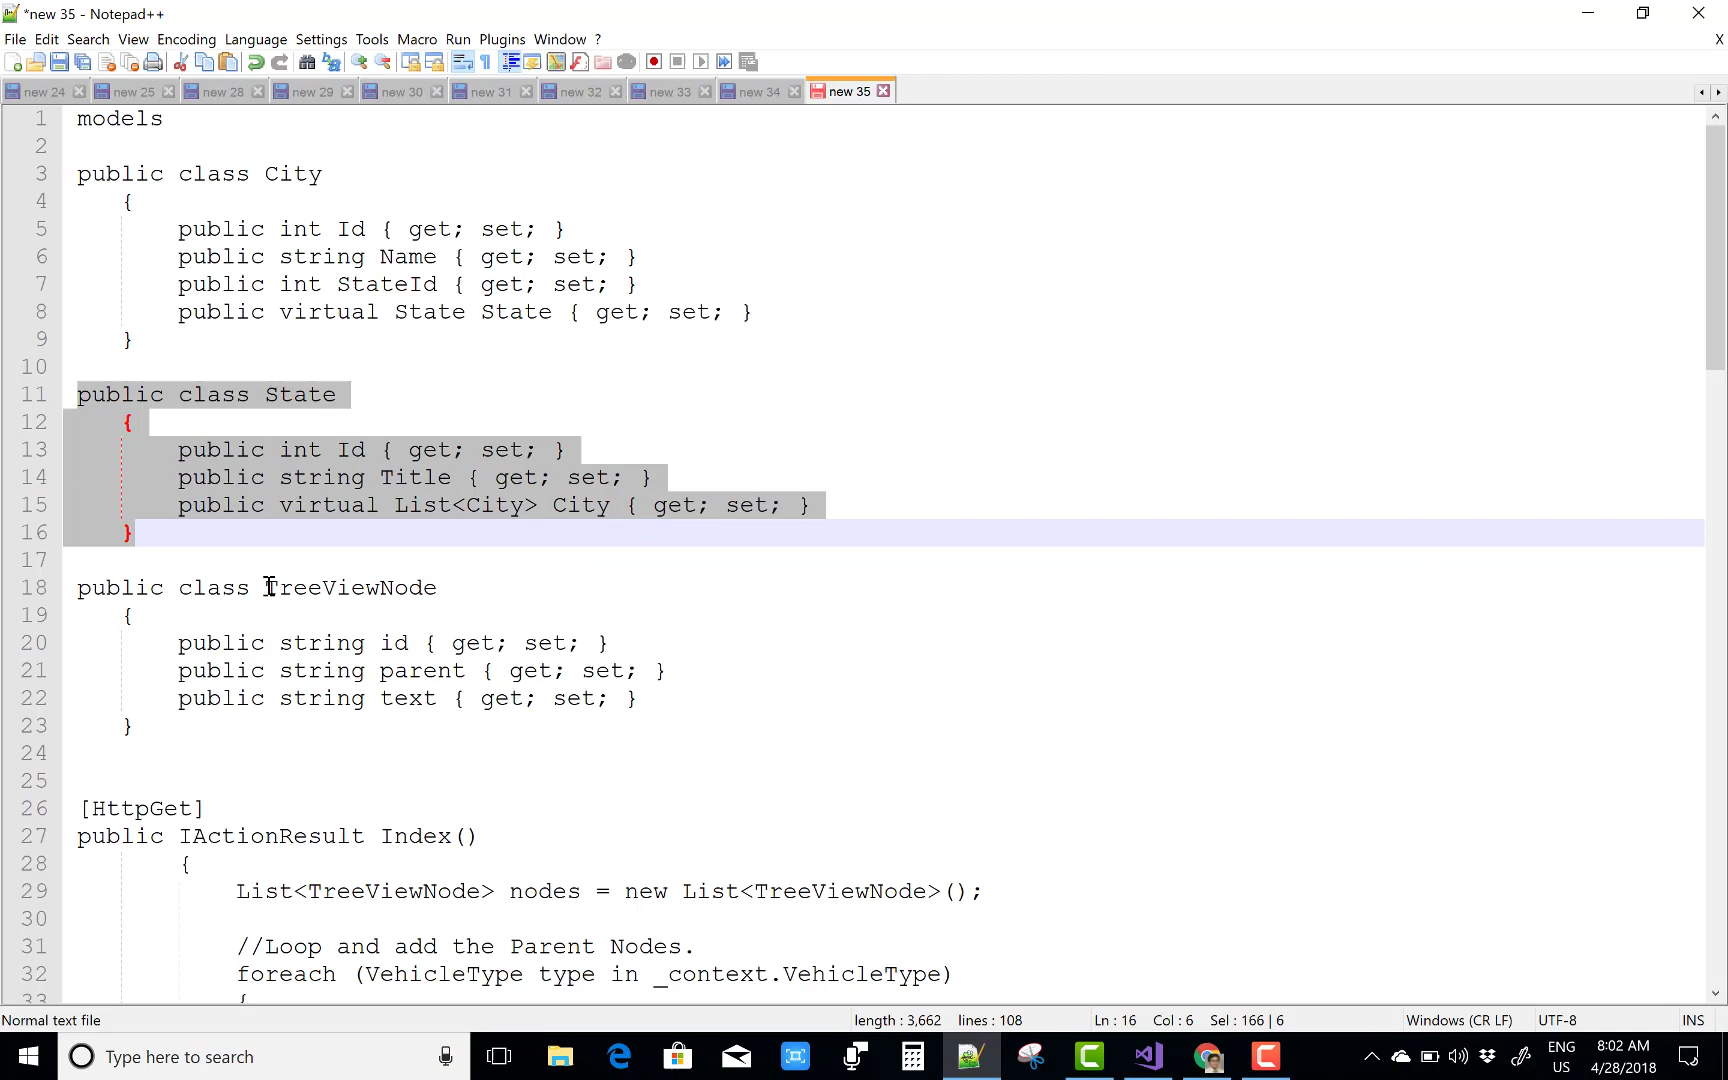 *new 35 - Notepad++
File Edit Search View Encoding Language Settings Tools Macro Run Plugins Window ? X
new 24 new 25 new 28 new 29 new 30 new 31 new 32 new 33 new 34 new 35
1 models
2
3 public class City
4 {
5 public int Id { get; set; }
6 public string Name { get; set; }
7 public int StateId { get; set; }
8 public virtual State State { get; set; }
9 }
10
11 public class State
12 {
13 public int Id { get; set; }
14 public string Title { get; set; }
15 public virtual List<City> City { get; set; }
16 }
17
18 public class TreeViewNode
19 {
20 public string id { get; set; }
21 public string parent { get; set; }
22 public string text { get; set; }
23 }
24
25
26 [HttpGet]
27 public IActionResult Index()
28 {
29 List<TreeViewNode> nodes = new List<TreeViewNode>();
30
31 //Loop and add the Parent Nodes.
32 foreach (VehicleType type in _context.VehicleType)
33 {
Normal text file length : 3,662 lines : 108 Ln : 16 Col : 6 Sel : 166 | 6 Windows (CR LF) UTF-8 INS
Type here to search ENG US 8:02 AM 4/28/2018